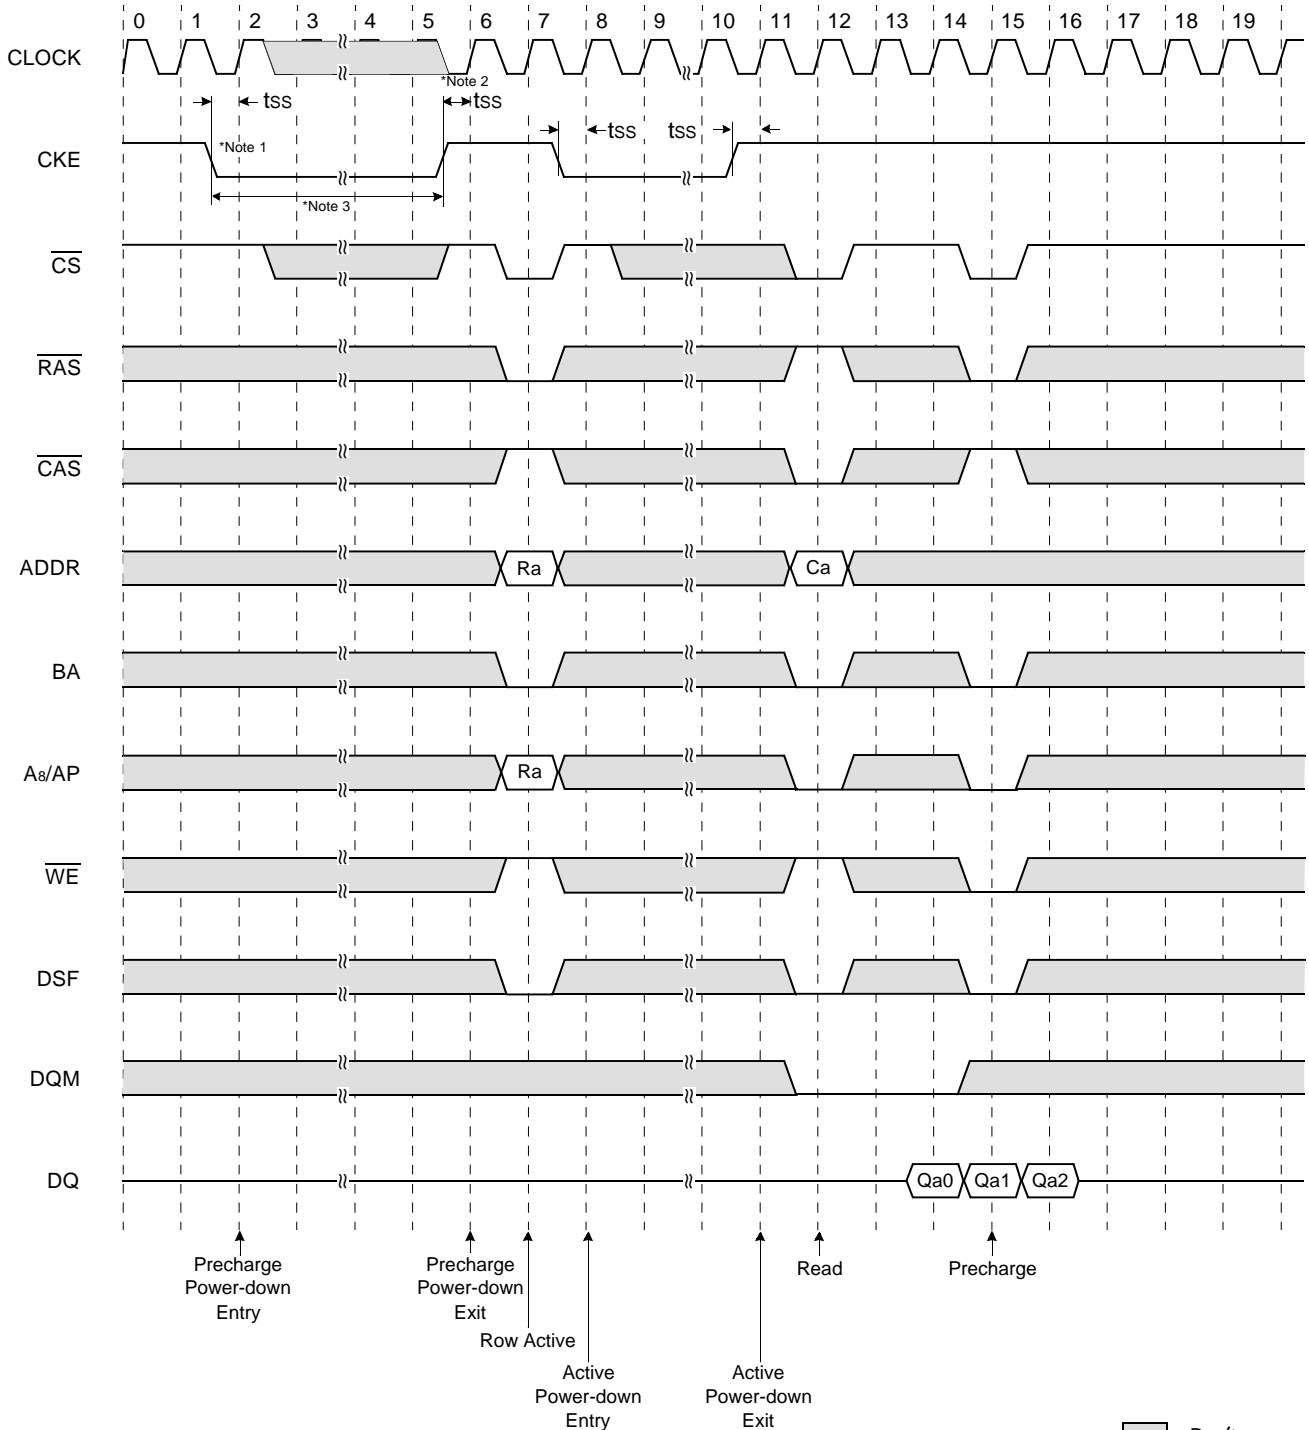 0 1 2 3 4 5 6 7 8 9 10 11 12 13 14 15 16 17 18 19
CLOCK
*Note 2
tSS tSS
tSS tSS
CKE
*Note 1
*Note 3
CS
RAS
CAS
ADDR Ra Ca
BA
A8/AP Ra
WE
DSF
DQM
DQ Qa0 Qa1 Qa2
Precharge
Power-down
Entry
Precharge
Power-down
Exit
Row Active
Active
Power-down
Entry
Active
Power-down
Exit
Read
Precharge